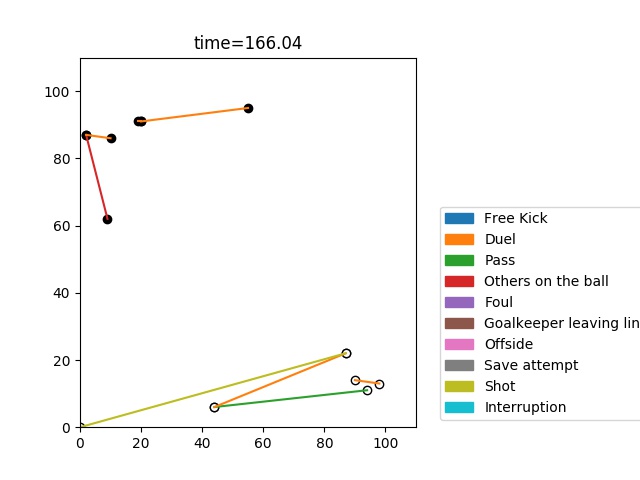 time=166.04
100
80
60
40
20
0
0 20 40 60 80 100
Free Kick
Duel
Pass
Others on the ball
Foul
Goalkeeper leaving lin
Offside
Save attempt
Shot
Interruption